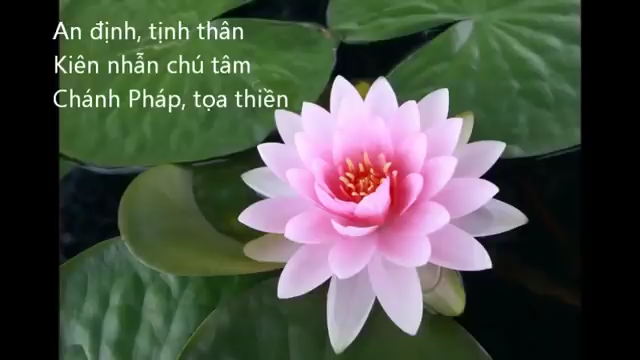 An định, tịnh thân
Kiên nhẫn chú tâm
Chánh Pháp, tọa thiền